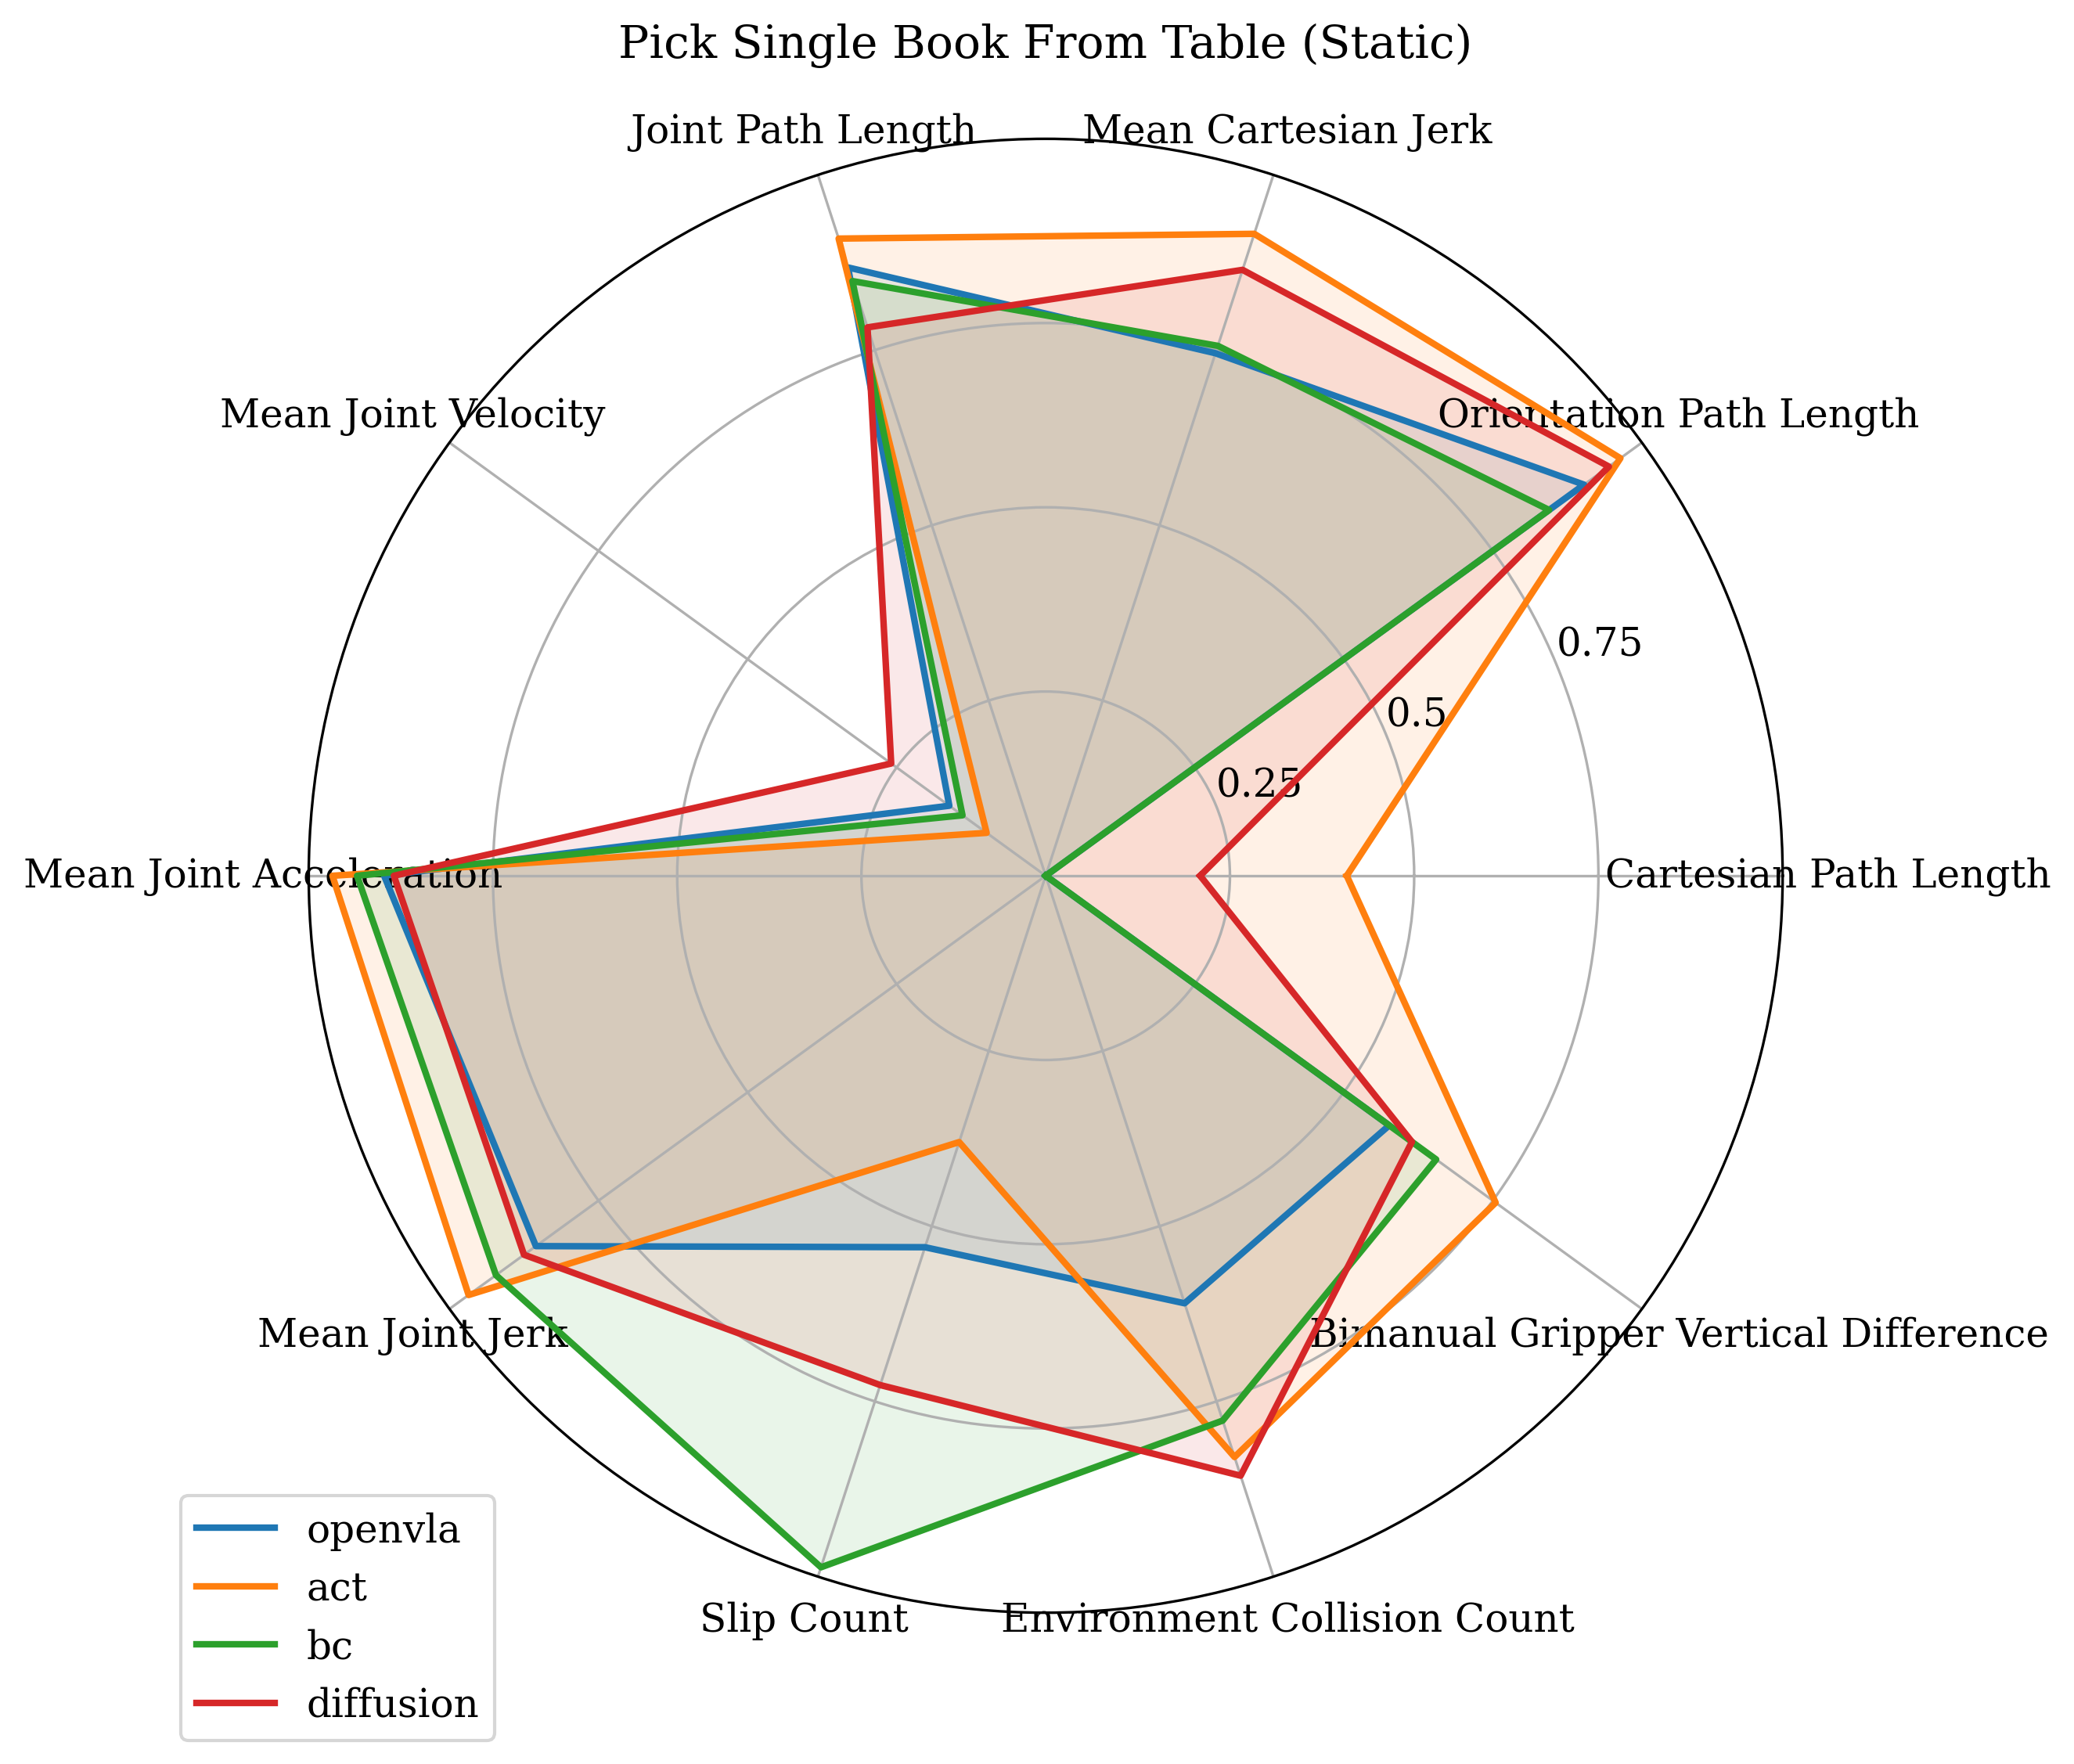 Pick Single Book From Table (Static)
Joint Path Length
Mean Cartesian Jerk
Mean Joint Velocity
Orientation Path Length
0.75
0.5
0.25
Mean Joint Acceleration
Cartesian Path Length
Mean Joint Jerk
Bimanual Gripper Vertical Difference
Slip Count
Environment Collision Count
openvla
act
bc
diffusion